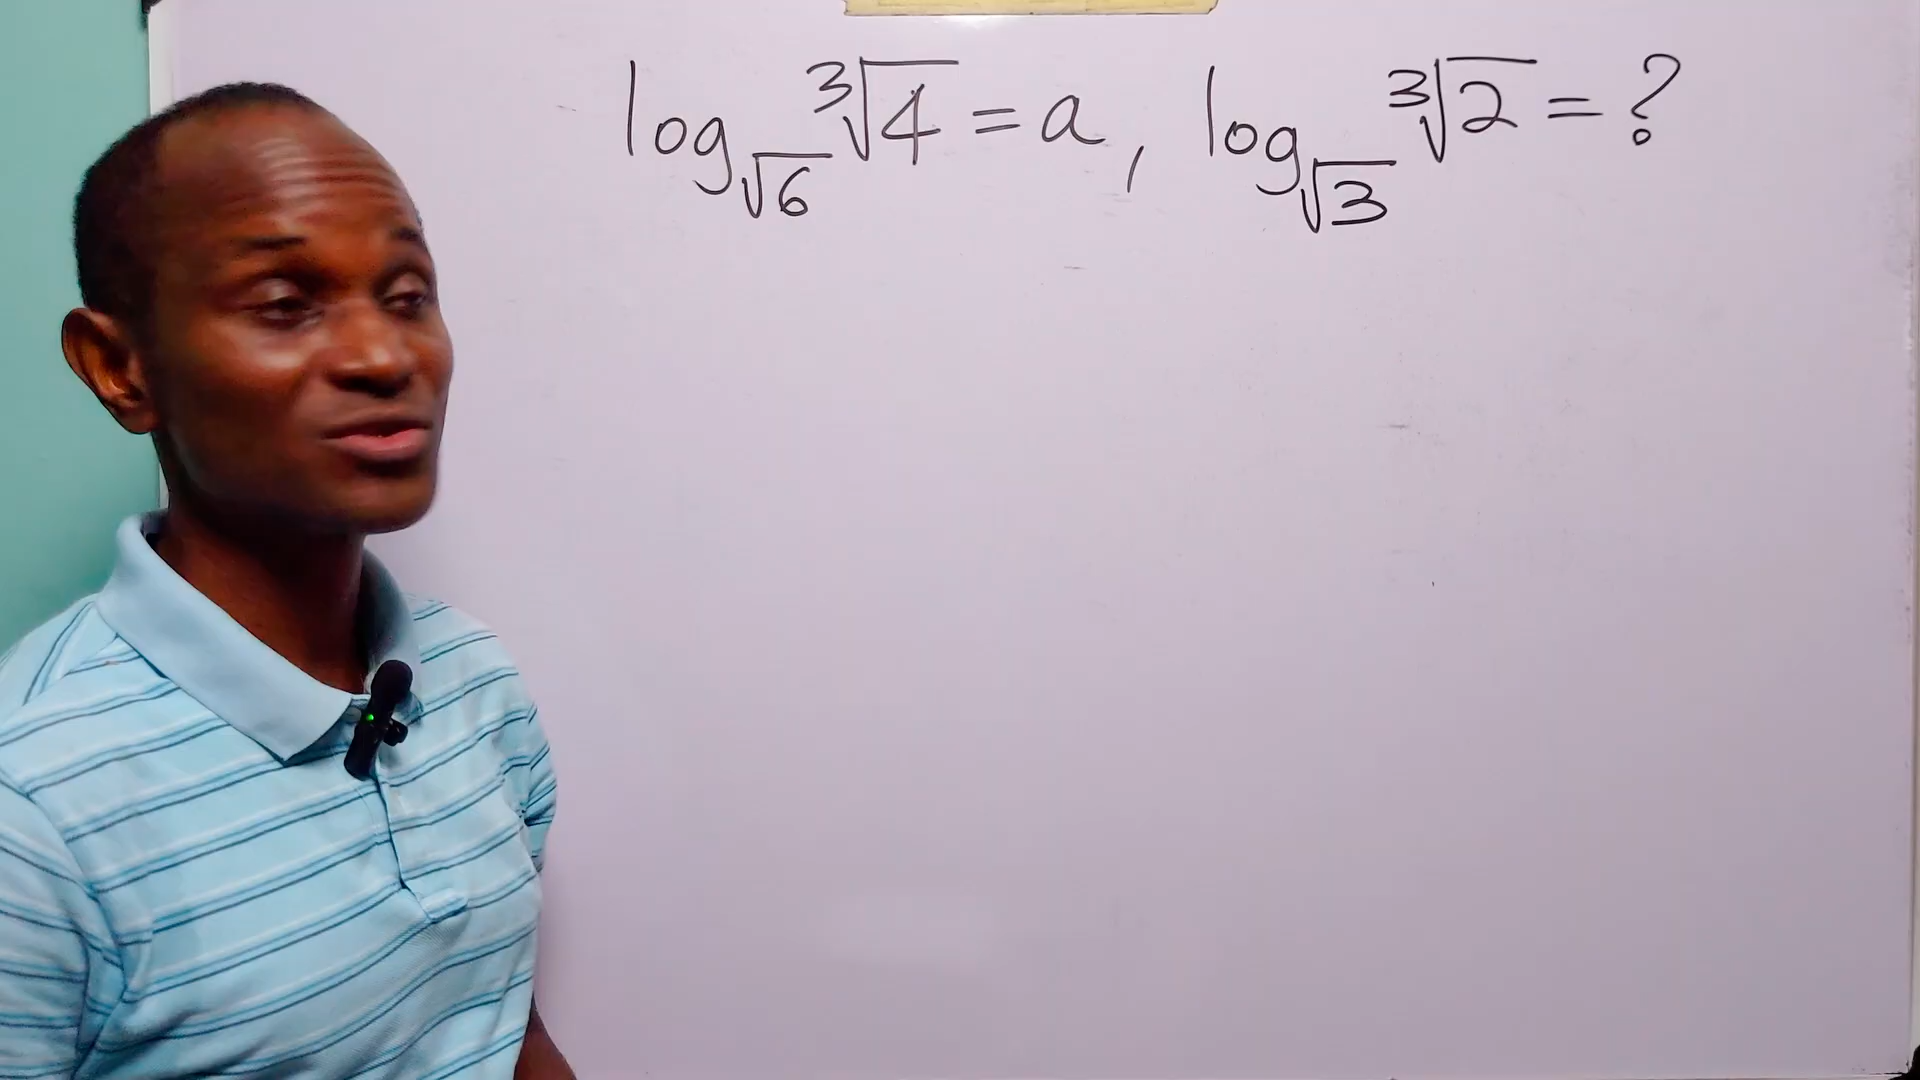 log_√6 ∛4 = a, log_√3 ∛2 = ?